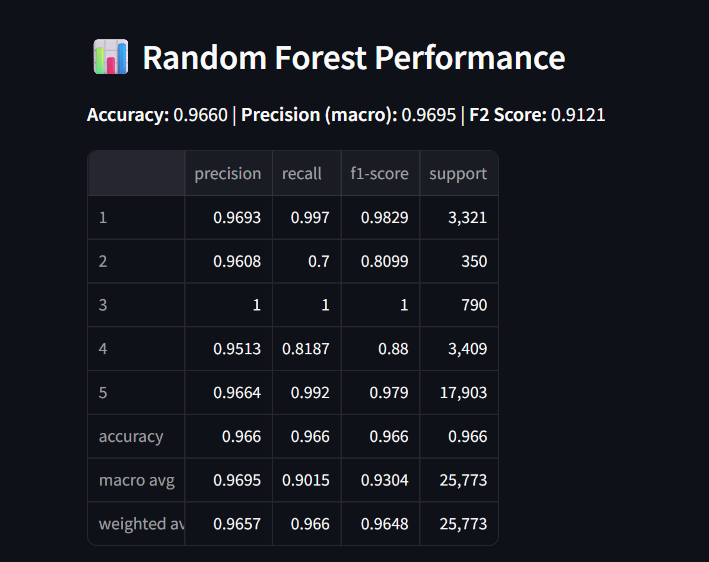 Random Forest Performance
Accuracy: 0.9660 | Precision (macro): 0.9695 | F2 Score: 0.9121
precision recall f1-score support
1 0.9693 0.997 0.9829 3,321
2 0.9608 0.7 0.8099 350
3 1 1 1 790
4 0.9513 0.8187 0.88 3,409
5 0.9664 0.992 0.979 17,903
accuracy 0.966 0.966 0.966 0.966
macro avg 0.9695 0.9015 0.9304 25,773
weighted av 0.9657 0.966 0.9648 25,773